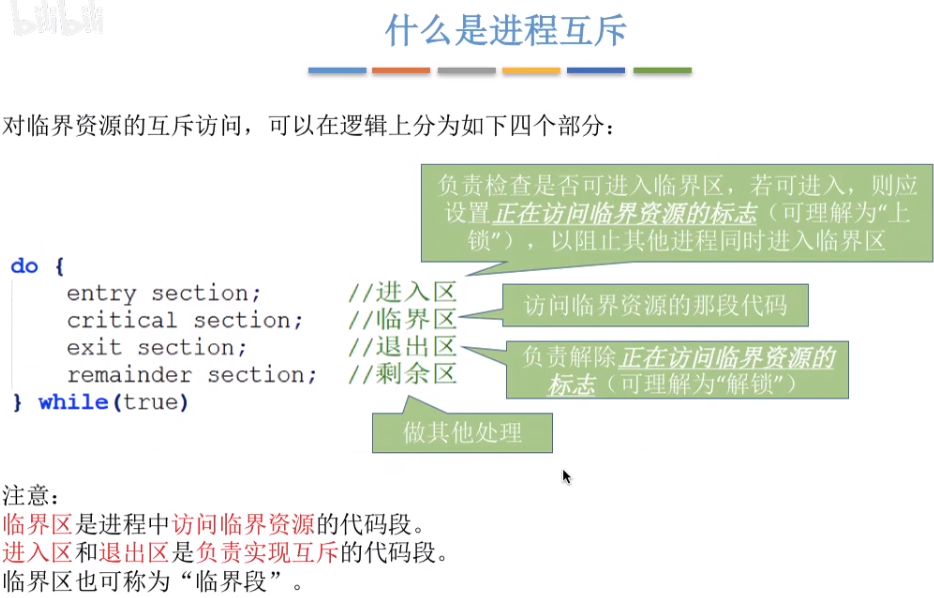 bilibili
什么是进程互斥
对临界资源的互斥访问，可以在逻辑上分为如下四个部分：
负责检查是否可进入临界区，若可进入，则应
设置正在访问临界资源的标志（可理解为“上
锁”），以阻止其他进程同时进入临界区
do {
entry section; //进入区
critical section; //临界区
exit section; //退出区
remainder section; //剩余区
} while(true)
访问临界资源的那段代码
负责解除正在访问临界资源的
标志（可理解为“解锁”）
做其他处理
注意：
临界区是进程中访问临界资源的代码段。
进入区和退出区是负责实现互斥的代码段。
临界区也可称为“临界段”。